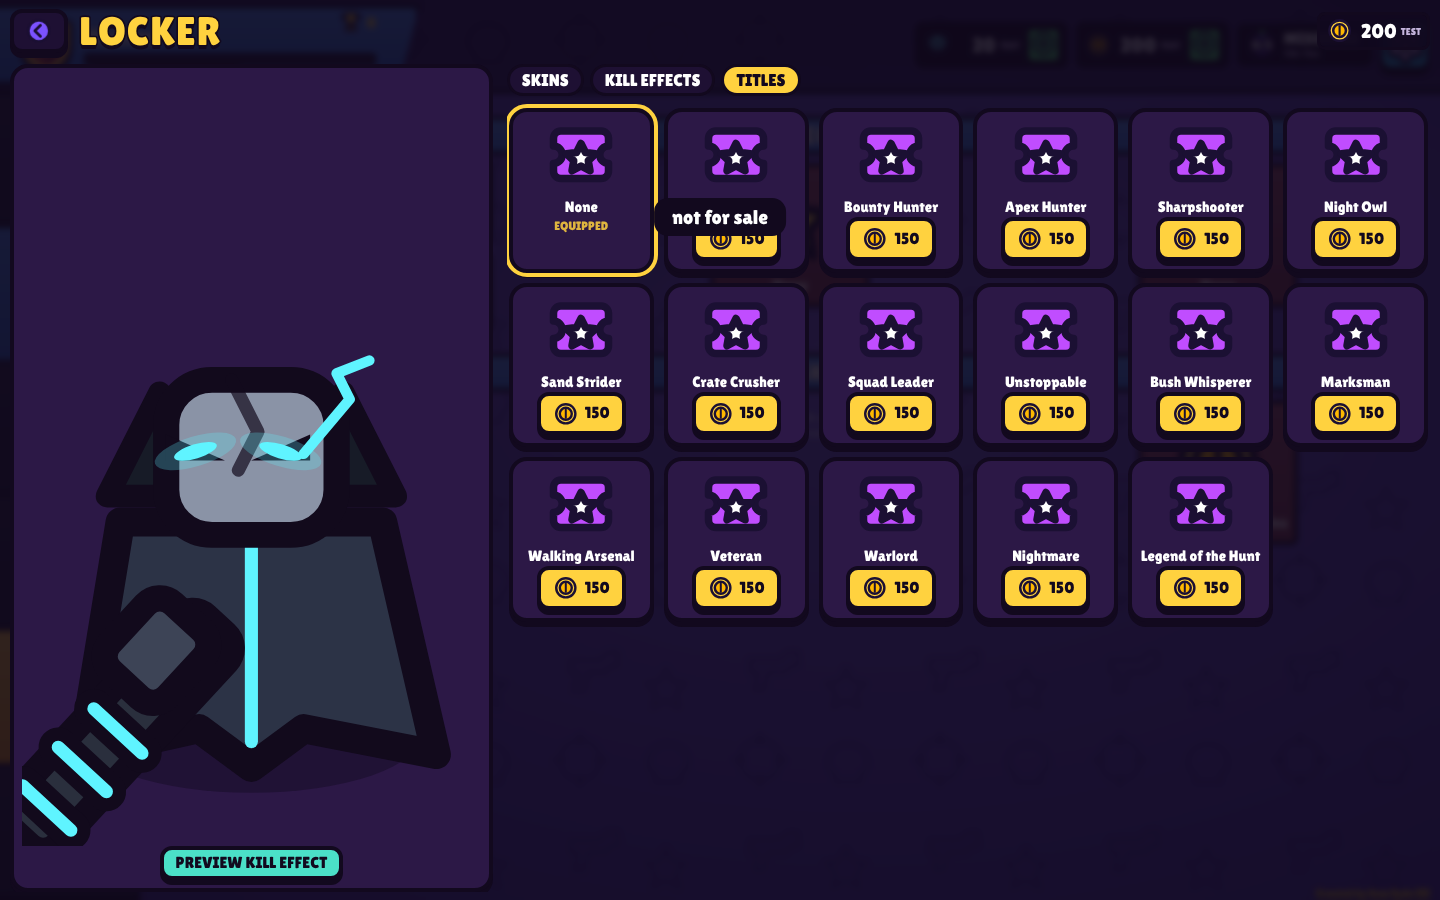 LOCKER
200 TEST
SKINS KILL EFFECTS TITLES
None
EQUIPPED
not for sale
150
Bounty Hunter
150
Apex Hunter
150
Sharpshooter
150
Night Owl
150
Sand Strider
150
Crate Crusher
150
Squad Leader
150
Unstoppable
150
Bush Whisperer
150
Marksman
150
Walking Arsenal
150
Veteran
150
Warlord
150
Nightmare
150
Legend of the Hunt
150
PREVIEW KILL EFFECT